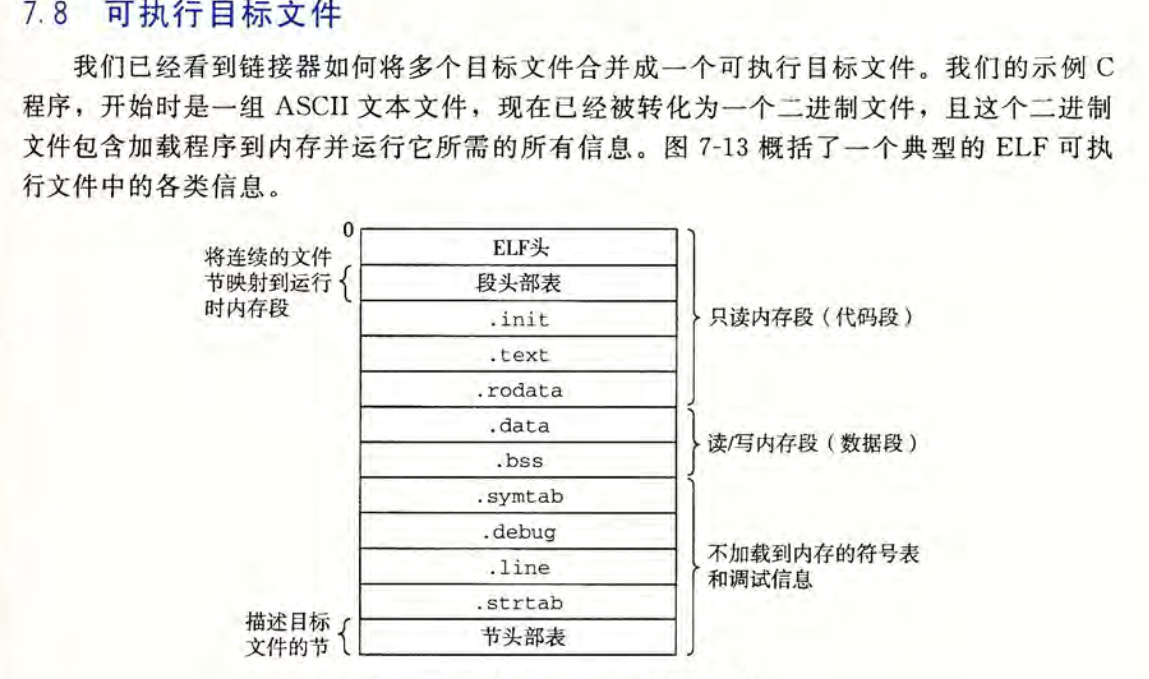 7.8 可执行目标文件
我们已经看到链接器如何将多个目标文件合并成一个可执行目标文件。我们的示例 C
程序，开始时是一组 ASCII 文本文件，现在已经被转化为一个二进制文件，且这个二进制
文件包含加载程序到内存并运行它所需的所有信息。图 7-13 概括了一个典型的 ELF 可执
行文件中的各类信息。
0
将连续的文件
节映射到运行
时内存段
ELF头
段头部表
.init
.text
.rodata
.data
.bss
.symtab
.debug
.line
.strtab
节头部表
只读内存段（代码段）
读/写内存段（数据段）
不加载到内存的符号表
和调试信息
描述目标
文件的节